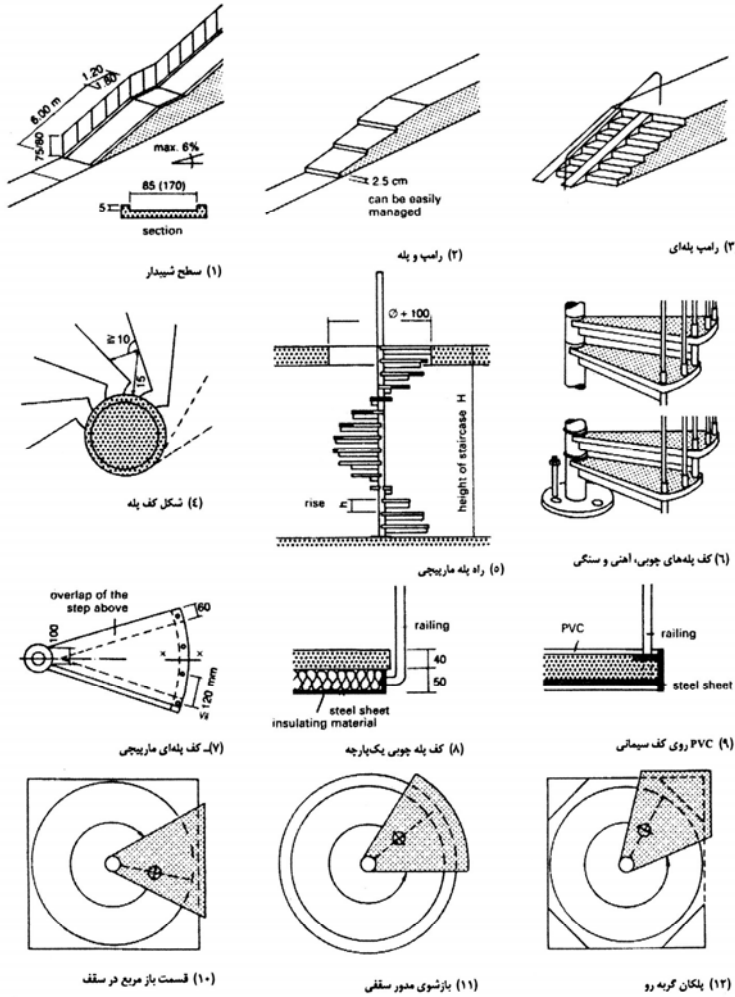 1.20
1.80
6.00 m
75/80
max. 6%
85 (170)
5
section
(۱) سطح شیبدار
2.5 cm
can be easily
managed
(۲) رامپ و پله
(۳) رامپ پله‌ای
≧ 10
15
(٤) شکل کف پله
Ø + 100
height of staircase H
rise
h
(٥) راه پله مارپیچی
(٦) کف پله‌های چوبی، آهنی و سنگی
overlap of the
step above
60
100
x x
≦ 120 mm
(۷)ـ کف پله‌ای مارپیچی
railing
40
50
steel sheet
insulating material
(۸) کف پله چوبی یک‌پارچه
PVC
railing
steel sheet
(۹) PVC روی کف سیمانی
(۱۰) قسمت باز مربع در سقف
(۱۱) بازشوی مدور سقفی
(۱۲) پلکان گربه رو